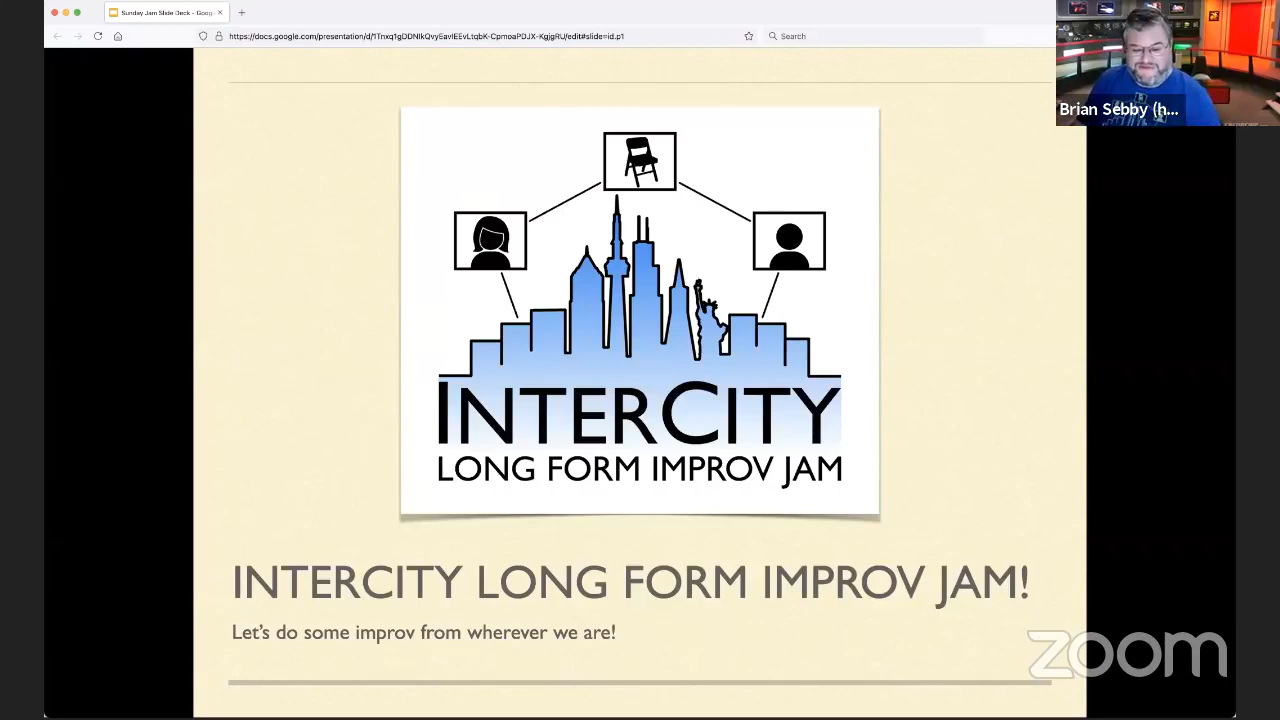 Sunday Jam Slide Deck - Goog
Search
Brian Sebby (h...
INTERCITY
LONG FORM IMPROV JAM
INTERCITY LONG FORM IMPROV JAM!
Let's do some improv from wherever we are!
zoom